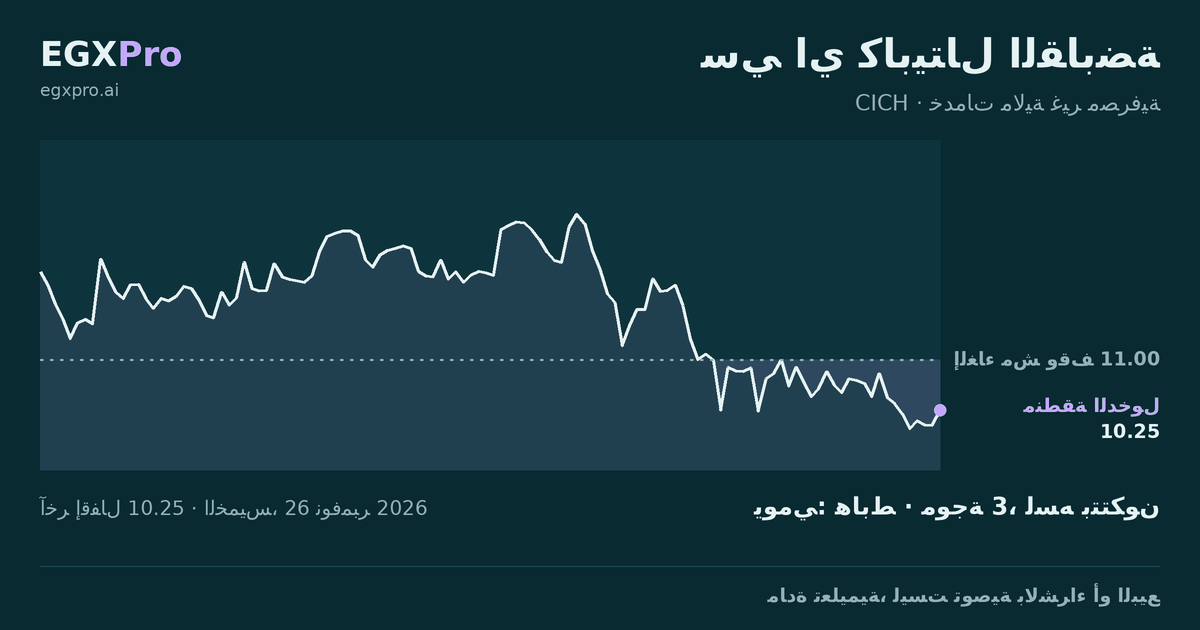 EGXPro
egxpro.ai
سي اي كابيتال القابضة
CICH · خدمات مالية غير مصرفية
إلغاء مش وقف 11.00
منطقة الدخول
10.25
يومي: هابط · موجة 3، لسه بتتكون
آخر إقفال 10.25 · الخميس، 26 نوفمبر 2026
مادة تعليمية، ليست توصية بالشراء أو البيع